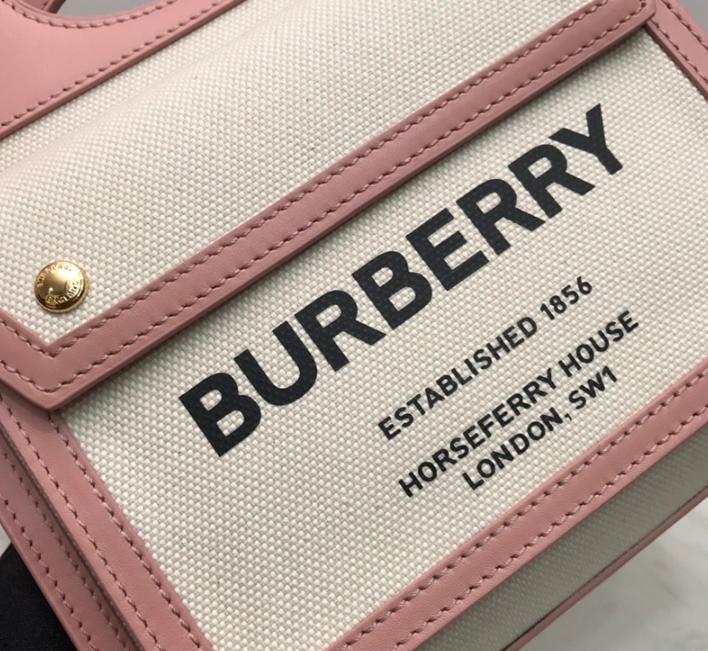 BURBERRY
ESTABLISHED 1856
HORSEFERRY HOUSE
LONDON, SW1